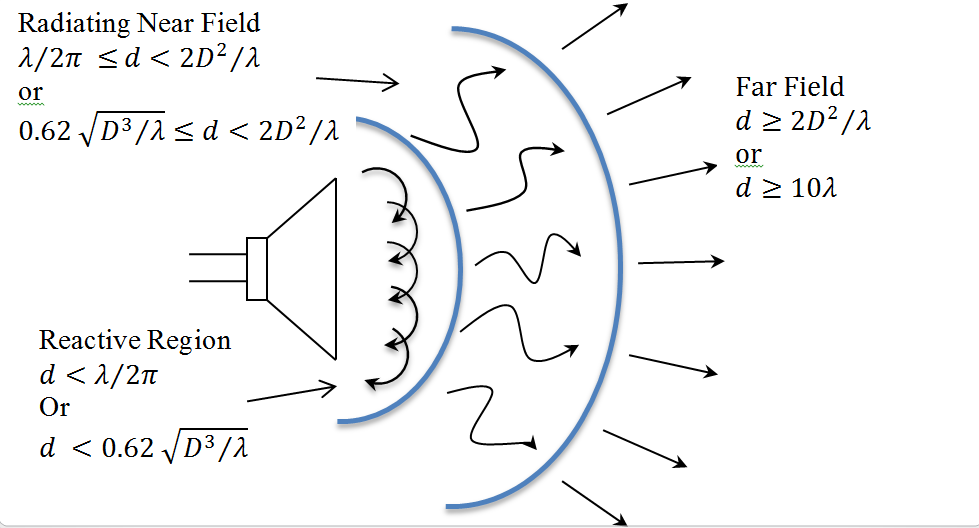 Radiating Near Field
λ/2π ≤ d < 2D²/λ
or
0.62 √(D³/λ) ≤ d < 2D²/λ
Far Field
d ≥ 2D²/λ
or
d ≥ 10λ
Reactive Region
d < λ/2π
Or
d < 0.62 √(D³/λ)